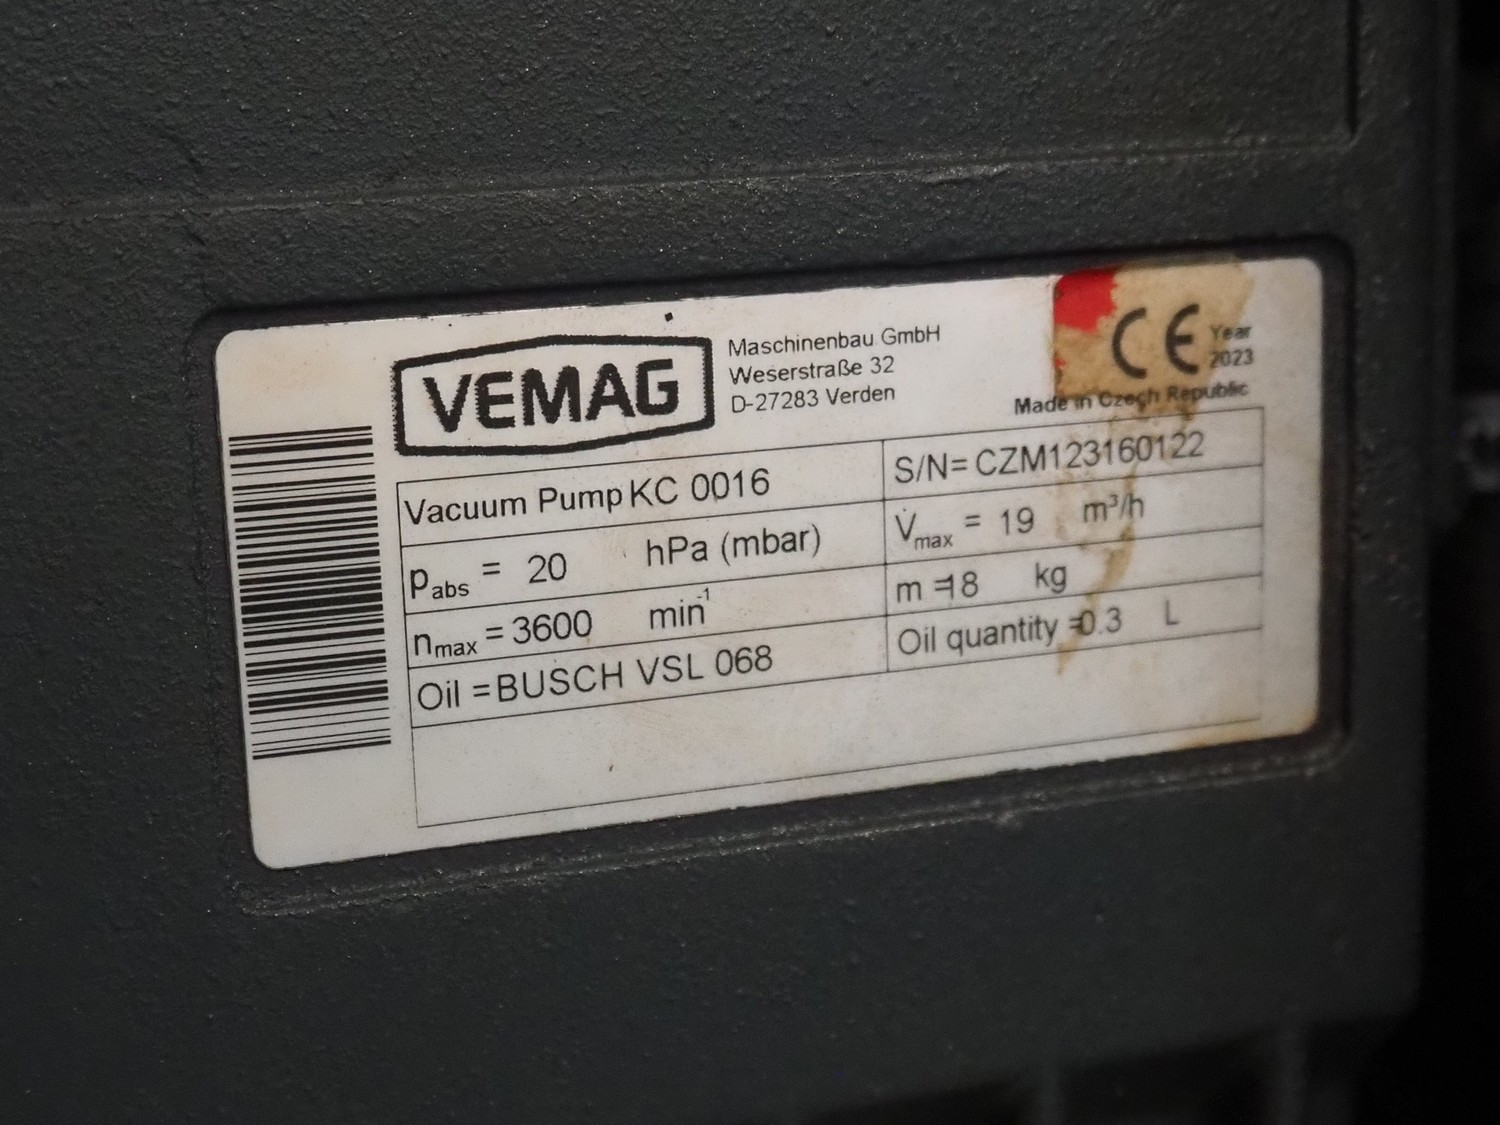 VEMAG
Maschinenbau GmbH
Weserstraße 32
D-27283 Verden
CE Year
2023
Made in Czech Republic
Vacuum Pump KC 0016
S/N= CZM123160122
pabs = 20 hPa (mbar)
V̇max = 19 m³/h
nmax = 3600 min⁻¹
m =18 kg
Oil =BUSCH VSL 068
Oil quantity =0.3 L